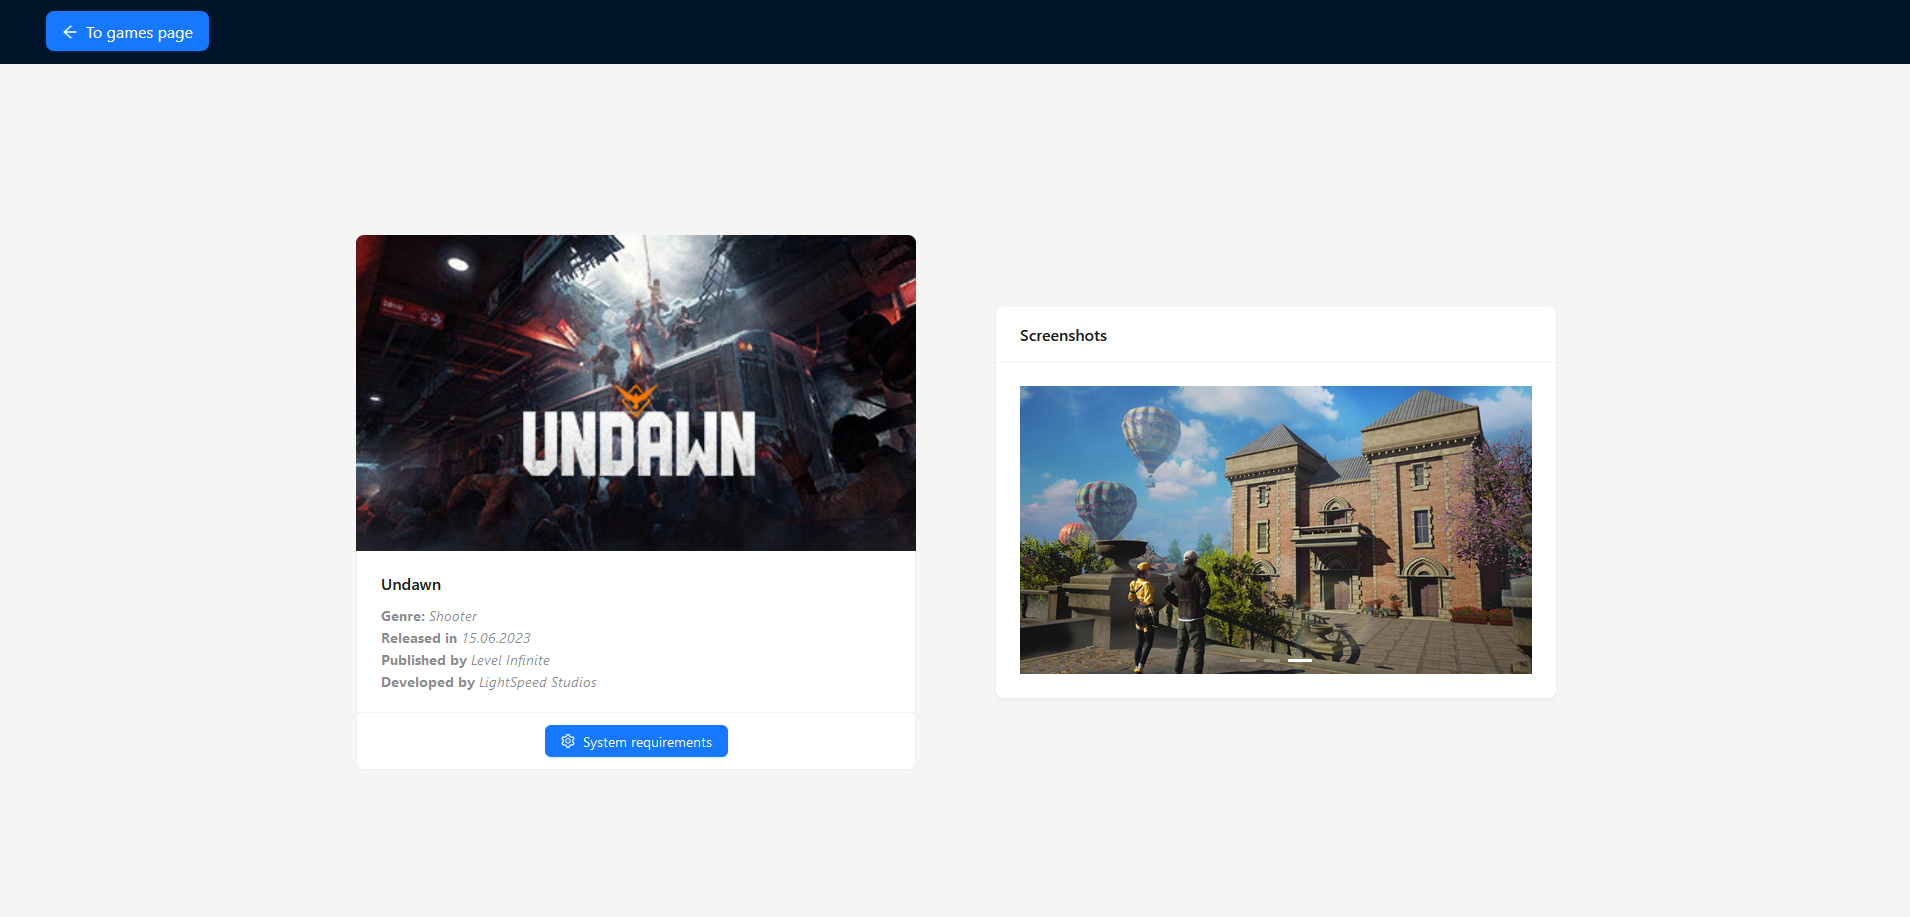 To games page
UNDAWN
Undawn
Genre: Shooter
Released in 15.06.2023
Published by Level Infinite
Developed by LightSpeed Studios
System requirements
Screenshots